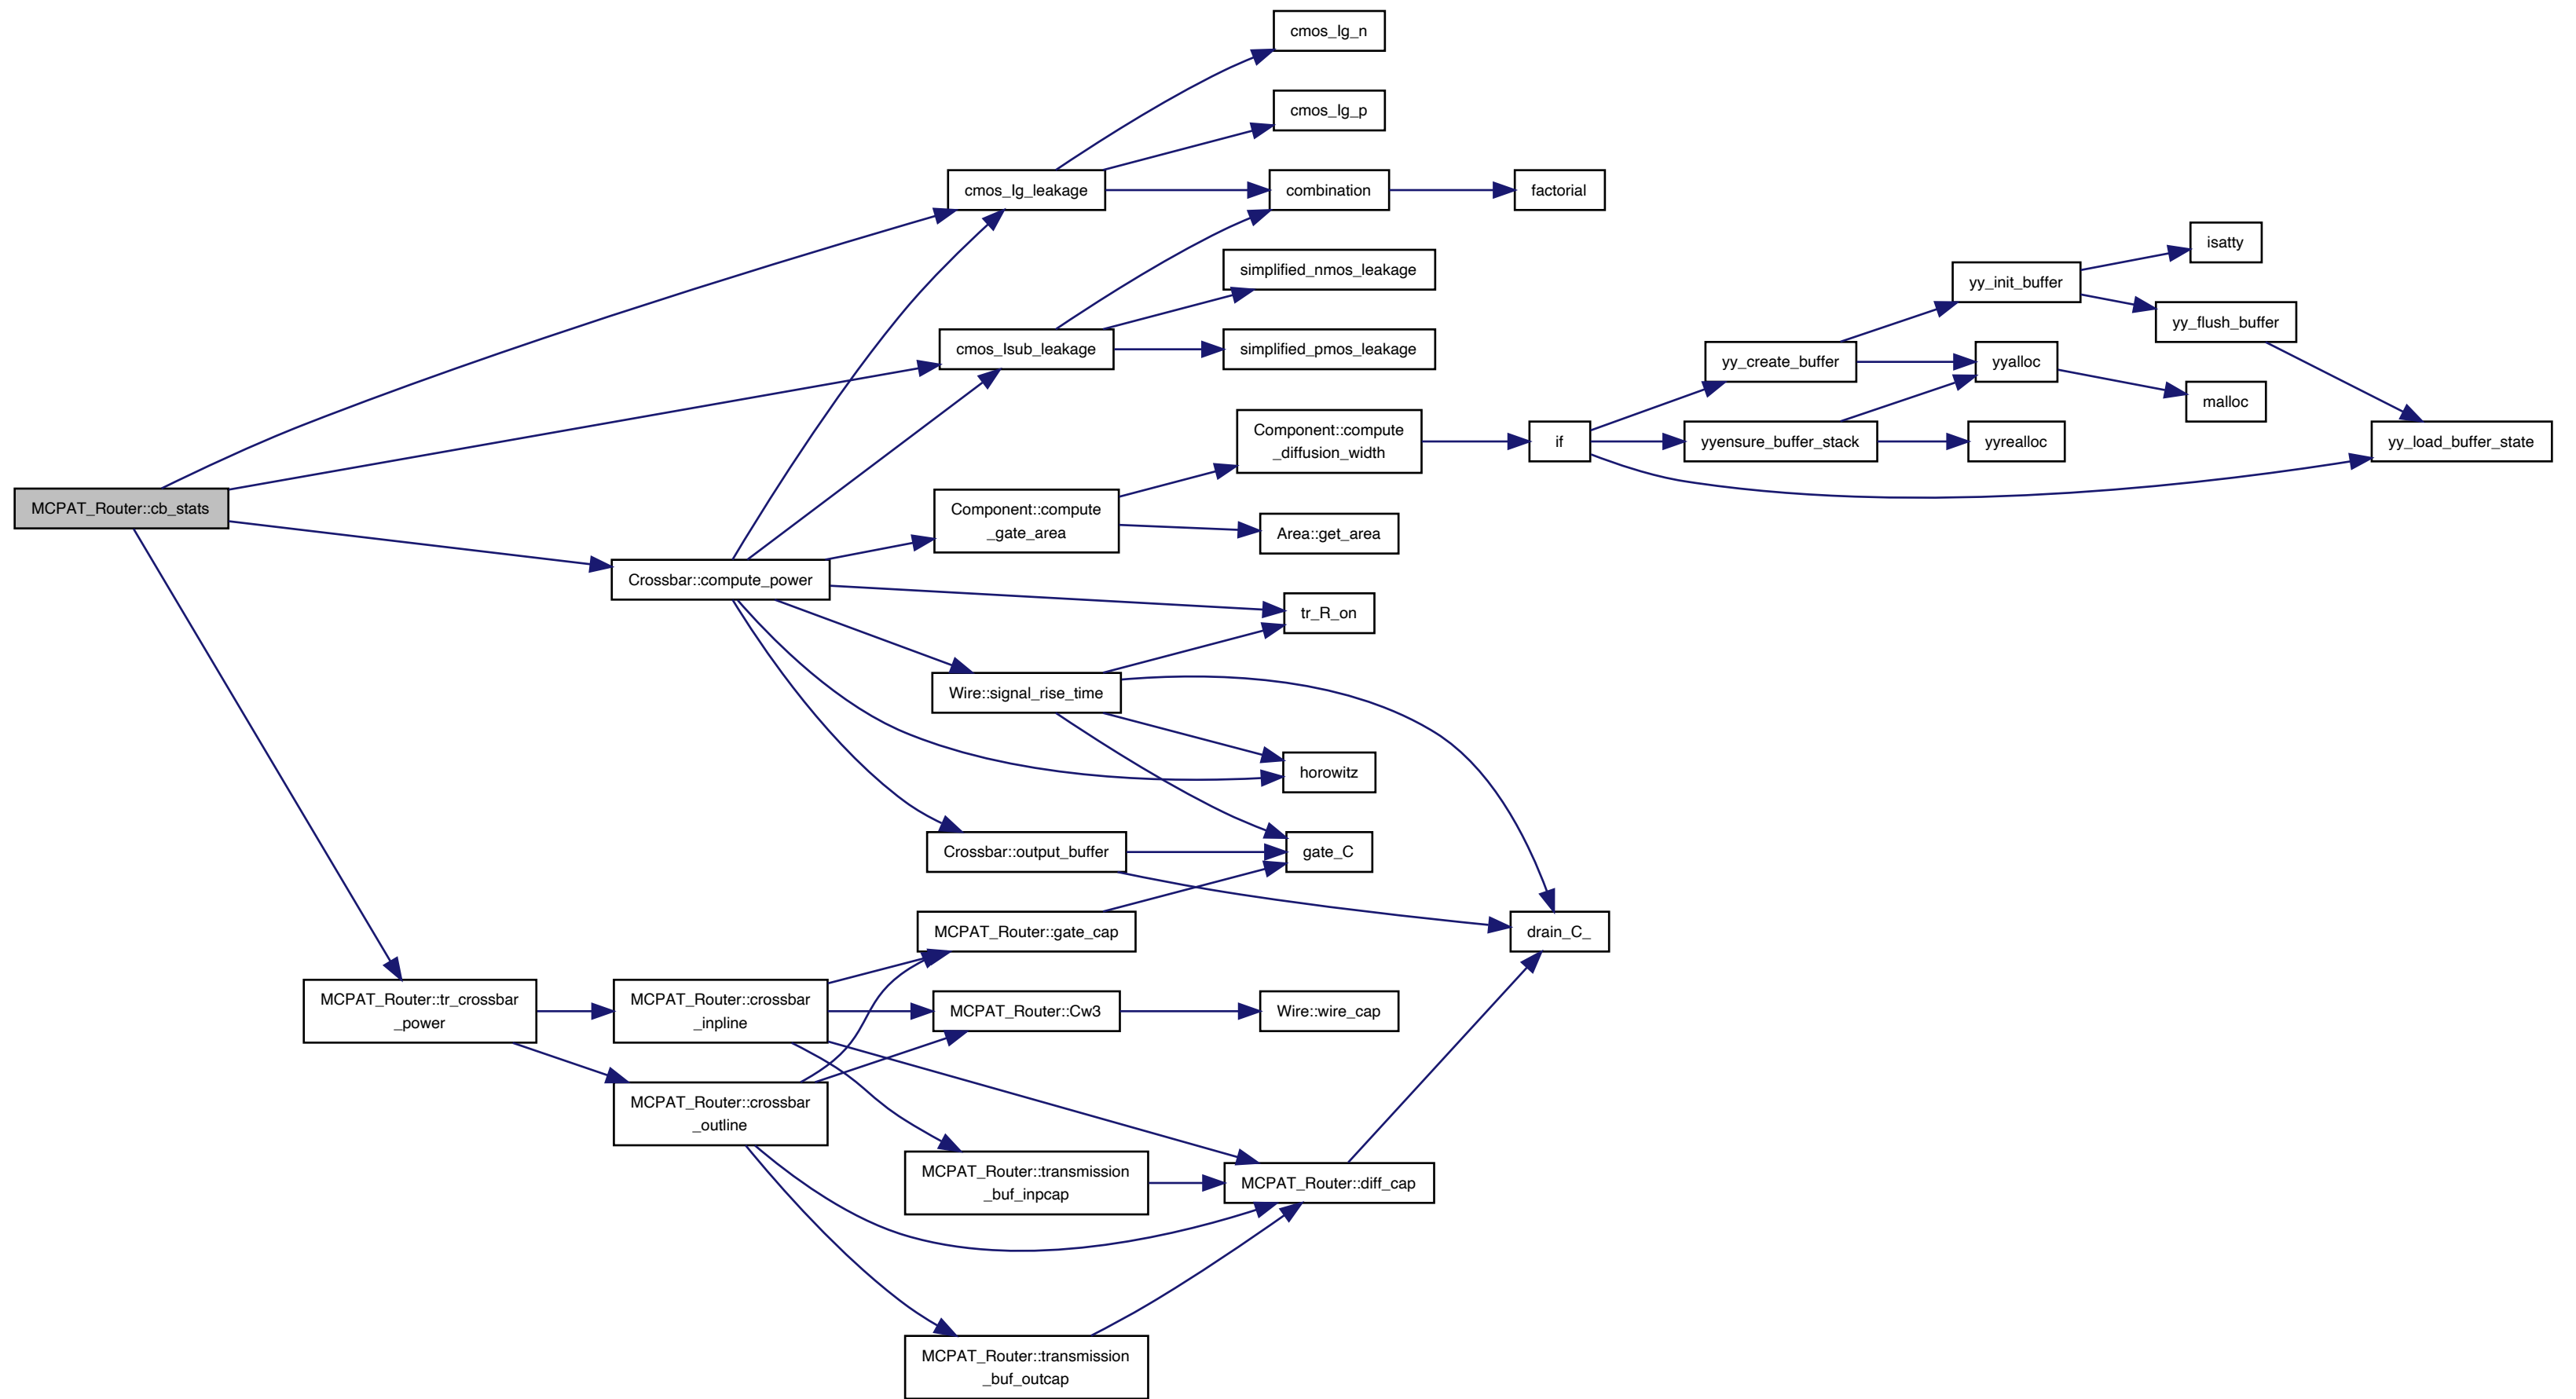 cmos_Ig_n
cmos_Ig_p
cmos_Ig_leakage
combination
factorial
isatty
simplified_nmos_leakage
yy_init_buffer
yy_flush_buffer
cmos_Isub_leakage
simplified_pmos_leakage
yy_create_buffer
yyalloc
malloc
Component::compute
_diffusion_width
if
yyensure_buffer_stack
yyrealloc
yy_load_buffer_state
MCPAT_Router::cb_stats
Component::compute
_gate_area
Area::get_area
Crossbar::compute_power
tr_R_on
Wire::signal_rise_time
horowitz
Crossbar::output_buffer
gate_C
MCPAT_Router::gate_cap
drain_C_
MCPAT_Router::tr_crossbar
_power
MCPAT_Router::crossbar
_inpline
MCPAT_Router::Cw3
Wire::wire_cap
MCPAT_Router::crossbar
_outline
MCPAT_Router::transmission
_buf_inpcap
MCPAT_Router::diff_cap
MCPAT_Router::transmission
_buf_outcap